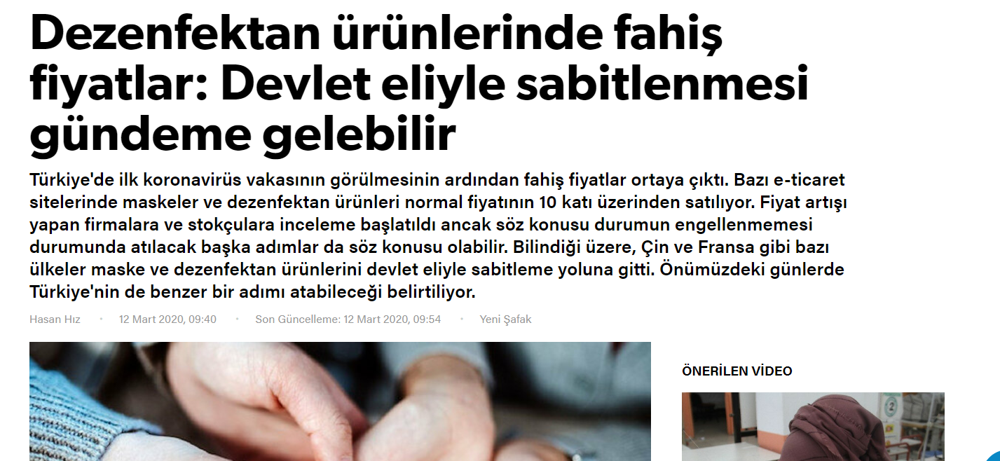 Dezenfektan ürünlerinde fahiş
fiyatlar: Devlet eliyle sabitlenmesi
gündeme gelebilir
Türkiye'de ilk koronavirüs vakasının görülmesinin ardından fahiş fiyatlar ortaya çıktı. Bazı e-ticaret
sitelerinde maskeler ve dezenfektan ürünleri normal fiyatının 10 katı üzerinden satılıyor. Fiyat artışı
yapan firmalara ve stokçulara inceleme başlatıldı ancak söz konusu durumun engellenmemesi
durumunda atılacak başka adımlar da söz konusu olabilir. Bilindiği üzere, Çin ve Fransa gibi bazı
ülkeler maske ve dezenfektan ürünlerini devlet eliyle sabitleme yoluna gitti. Önümüzdeki günlerde
Türkiye'nin de benzer bir adımı atabileceği belirtiliyor.
Hasan Hız • 12 Mart 2020, 09:40 • Son Güncelleme: 12 Mart 2020, 09:54 • Yeni Şafak
ÖNERİLEN VİDEO
2